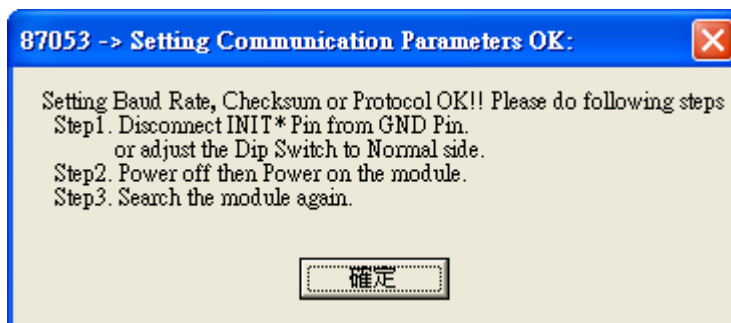 87053 -> Setting Communication Parameters OK:
Setting Baud Rate, Checksum or Protocol OK!! Please do following steps
Step1. Disconnect INIT* Pin from GND Pin.
or adjust the Dip Switch to Normal side.
Step2. Power off then Power on the module.
Step3. Search the module again.
確定